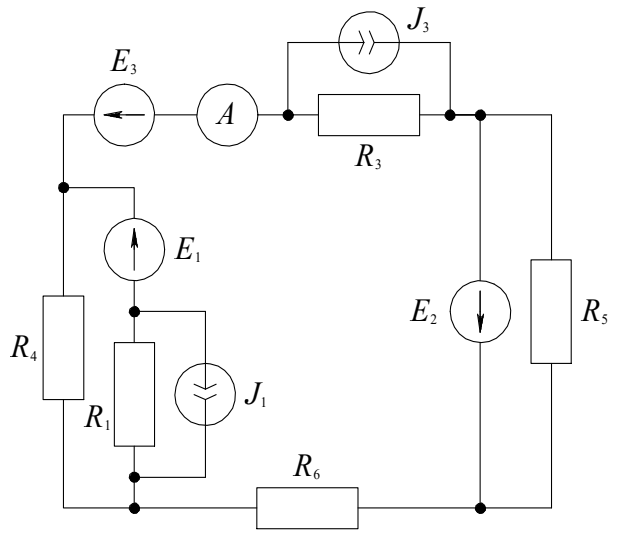 J₃
E₃
A
R₃
E₁
E₂
R₅
R₄
R₁
J₁
R₆